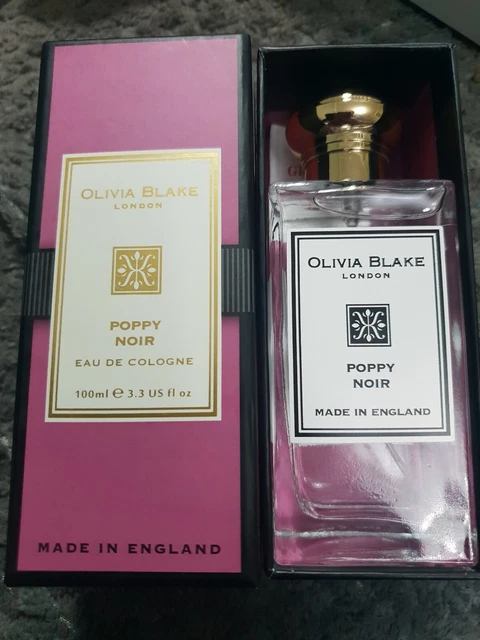 OLIVIA BLAKE
LONDON
POPPY
NOIR
EAU DE COLOGNE
100ml e 3.3 US fl oz
MADE IN ENGLAND
OLIVIA BLAKE
LONDON
POPPY
NOIR
MADE IN ENGLAND